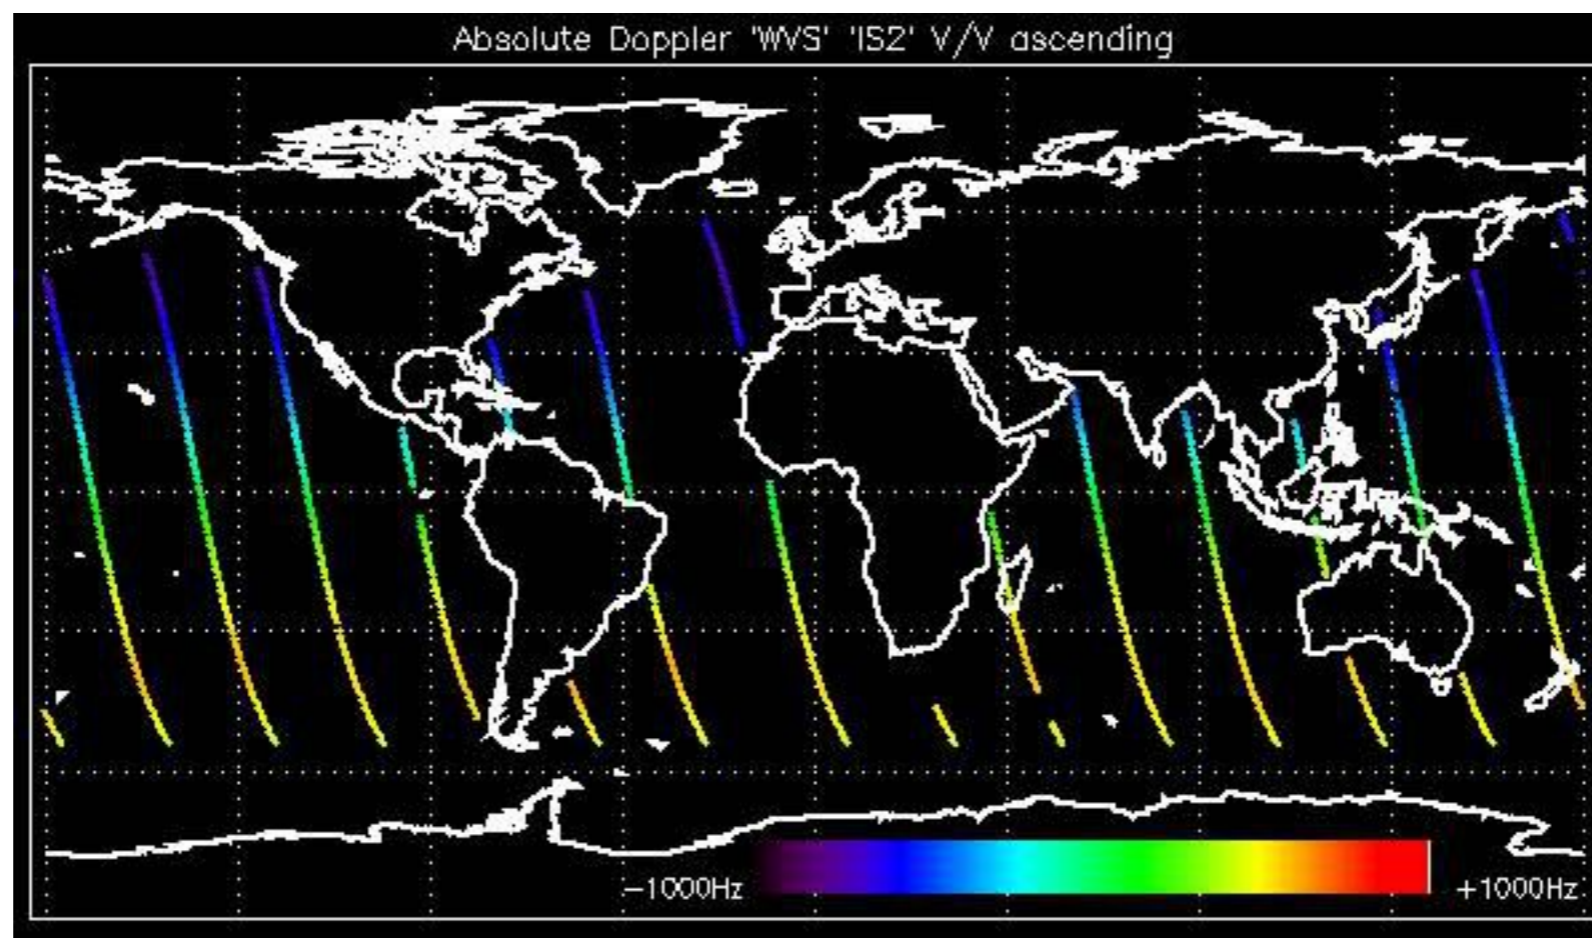 Absolute Doppler 'WVS' 'IS2' V/V ascending
-1000Hz +1000Hz